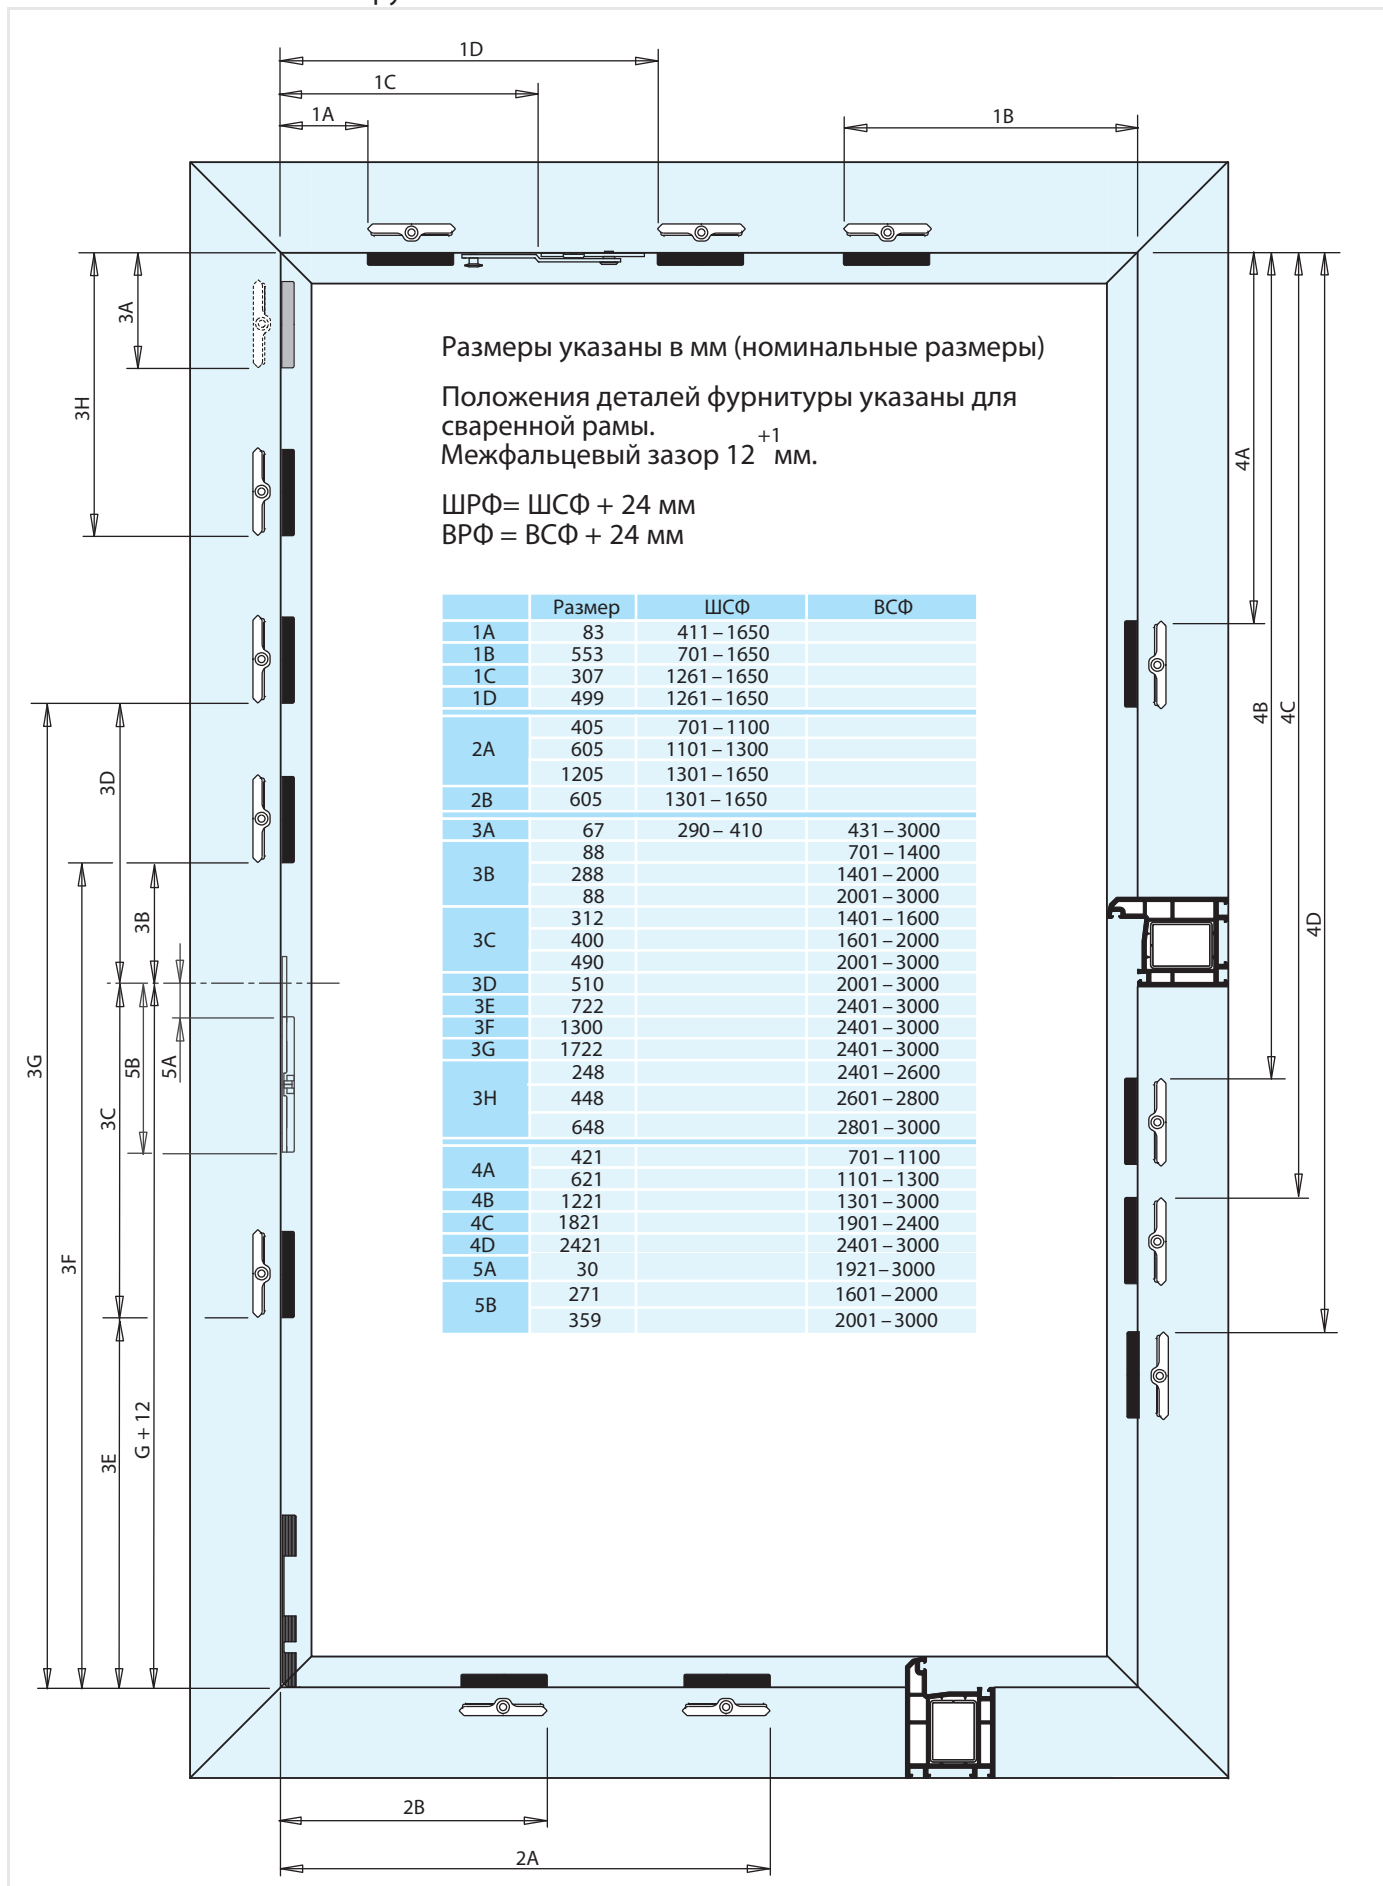 1D
1C
1A
1B
3A
3H
4A
4B
4C
4D
3D
3B
3G
5B
5A
3C
3F
3E
G + 12
2B
2A
Размеры указаны в мм (номинальные размеры)
Положения деталей фурнитуры указаны для
сваренной рамы.
Межфальцевый зазор 12 +1 мм.
ШРФ= ШСФ + 24 мм
ВРФ = ВСФ + 24 мм
Размер ШСФ ВСФ
1A 83 411 – 1650
1B 553 701 – 1650
1C 307 1261 – 1650
1D 499 1261 – 1650
2A 405 701 – 1100
605 1101 – 1300
1205 1301 – 1650
2B 605 1301 – 1650
3A 67 290 – 410 431 – 3000
3B 88 701 – 1400
288 1401 – 2000
88 2001 – 3000
3C 312 1401 – 1600
400 1601 – 2000
490 2001 – 3000
3D 510 2001 – 3000
3E 722 2401 – 3000
3F 1300 2401 – 3000
3G 1722 2401 – 3000
3H 248 2401 – 2600
448 2601 – 2800
648 2801 – 3000
4A 421 701 – 1100
621 1101 – 1300
4B 1221 1301 – 3000
4C 1821 1901 – 2400
4D 2421 2401 – 3000
5A 30 1921– 3000
5B 271 1601 – 2000
359 2001 – 3000